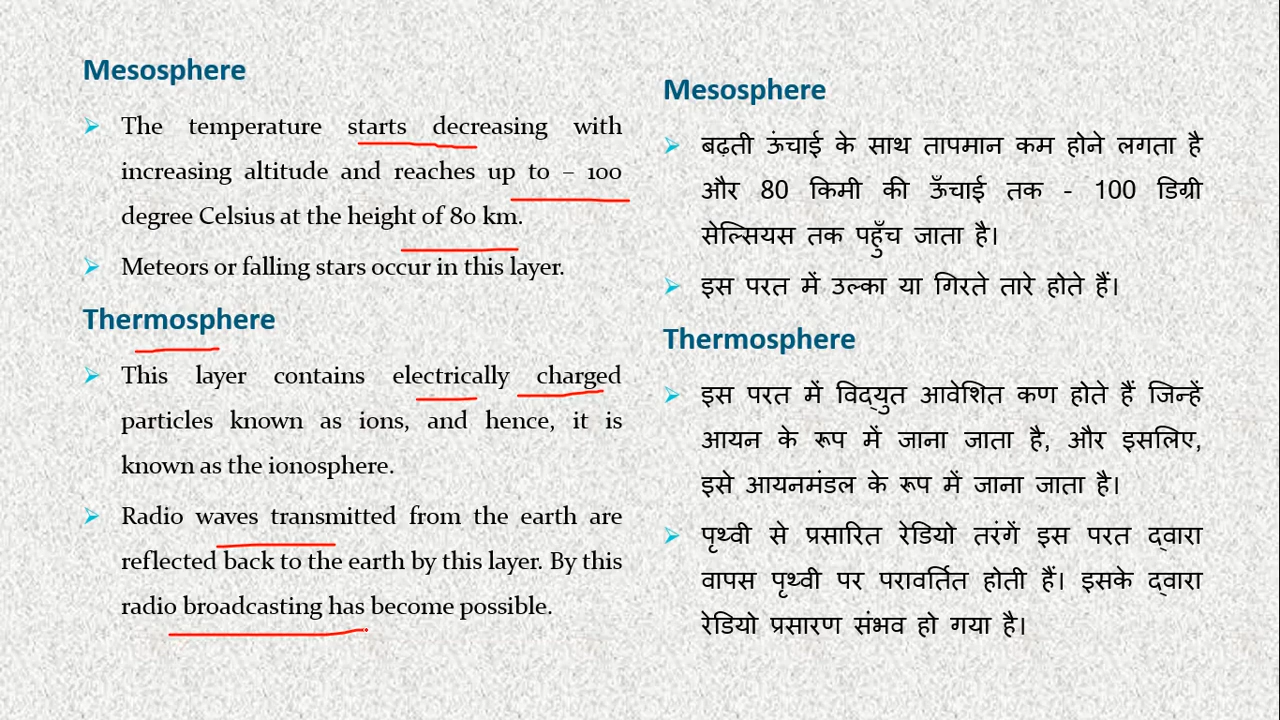 Mesosphere
➢ The temperature starts decreasing with
increasing altitude and reaches up to – 100
degree Celsius at the height of 80 km.
➢ Meteors or falling stars occur in this layer.
Thermosphere
➢ This layer contains electrically charged
particles known as ions, and hence, it is
known as the ionosphere.
➢ Radio waves transmitted from the earth are
reflected back to the earth by this layer. By this
radio broadcasting has become possible.
Mesosphere
➢ बढ़ती ऊंचाई के साथ तापमान कम होने लगता है
और 80 किमी की ऊँचाई तक - 100 डिग्री
सेल्सियस तक पहुँच जाता है।
➢ इस परत में उल्का या गिरते तारे होते हैं।
Thermosphere
➢ इस परत में विद्युत आवेशित कण होते हैं जिन्हें
आयन के रूप में जाना जाता है, और इसलिए,
इसे आयनमंडल के रूप में जाना जाता है।
➢ पृथ्वी से प्रसारित रेडियो तरंगें इस परत द्वारा
वापस पृथ्वी पर परावर्तित होती हैं। इसके द्वारा
रेडियो प्रसारण संभव हो गया है।